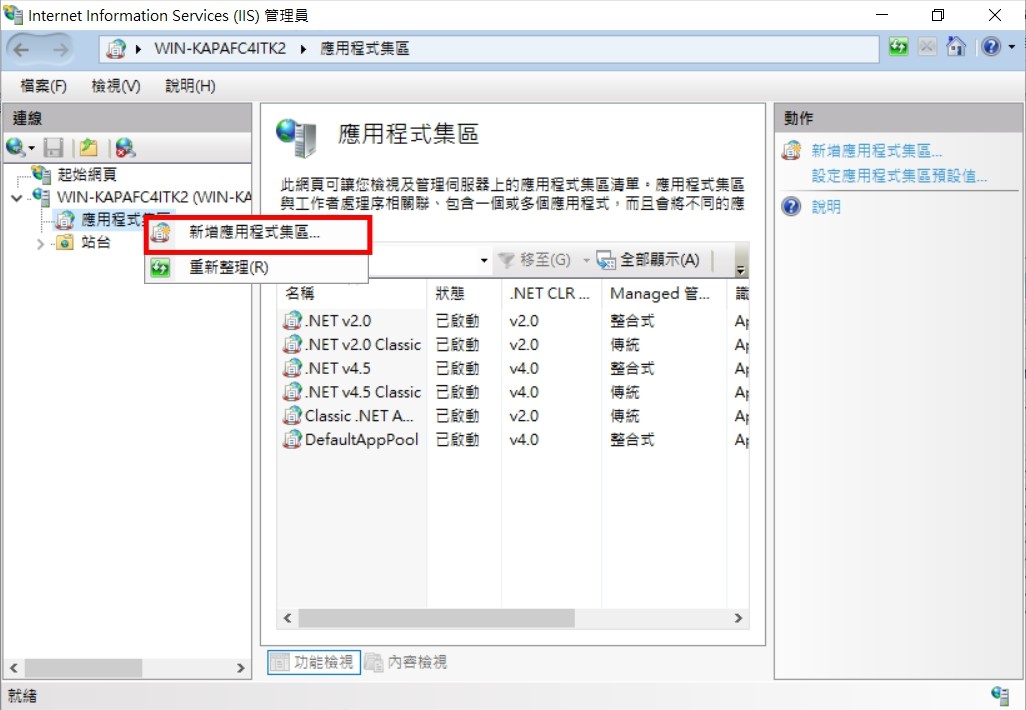 Internet Information Services (IIS) 管理員
WIN-KAPAFC4ITK2 應用程式集區
檔案(F) 檢視(V) 說明(H)
連線
起始網頁
WIN-KAPAFC4ITK2 (WIN-KA
應用程式集區
站台
新增應用程式集區...
重新整理(R)
應用程式集區
此網頁可讓您檢視及管理伺服器上的應用程式集區清單。應用程式集區
與工作者處理序相關聯、包含一個或多個應用程式，而且會將不同的應
移至(G) 全部顯示(A)
名稱 狀態 .NET CLR ... Managed 管... 識
.NET v2.0 已啟動 v2.0 整合式 Ap
.NET v2.0 Classic 已啟動 v2.0 傳統 Ap
.NET v4.5 已啟動 v4.0 整合式 Ap
.NET v4.5 Classic 已啟動 v4.0 傳統 Ap
Classic .NET A... 已啟動 v2.0 傳統 Ap
DefaultAppPool 已啟動 v4.0 整合式 Ap
功能檢視 內容檢視
動作
新增應用程式集區...
設定應用程式集區預設值...
說明
就緒